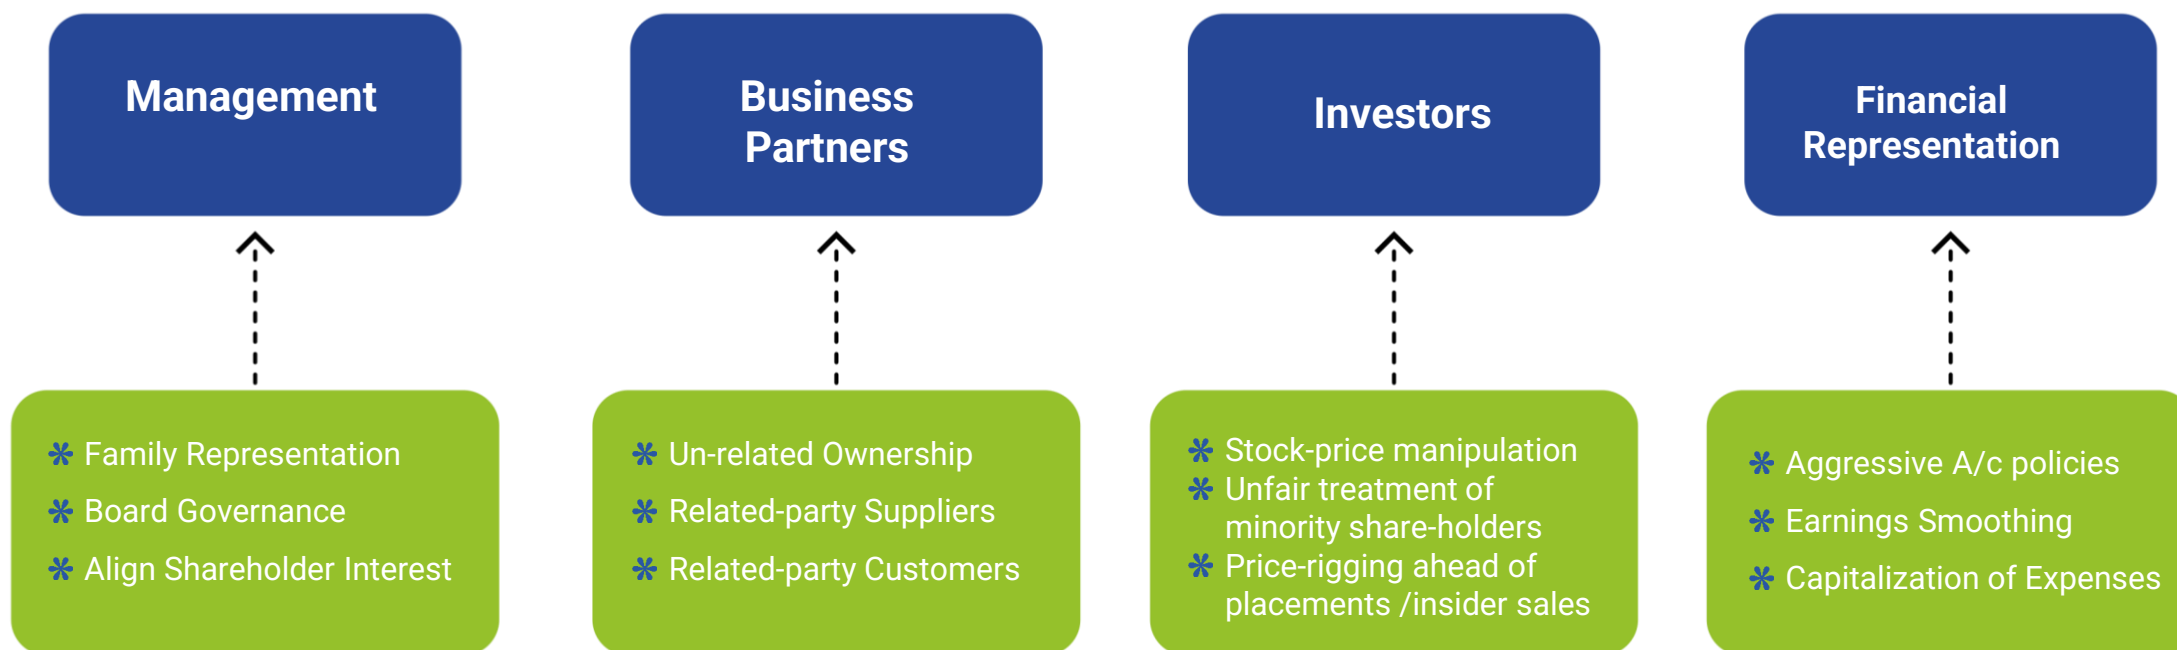 Management
Business
Partners
Investors
Financial
Representation
Family Representation
Board Governance
Align Shareholder Interest
Un-related Ownership
Related-party Suppliers
Related-party Customers
Stock-price manipulation
Unfair treatment of
minority share-holders
Price-rigging ahead of
placements /insider sales
Aggressive A/c policies
Earnings Smoothing
Capitalization of Expenses